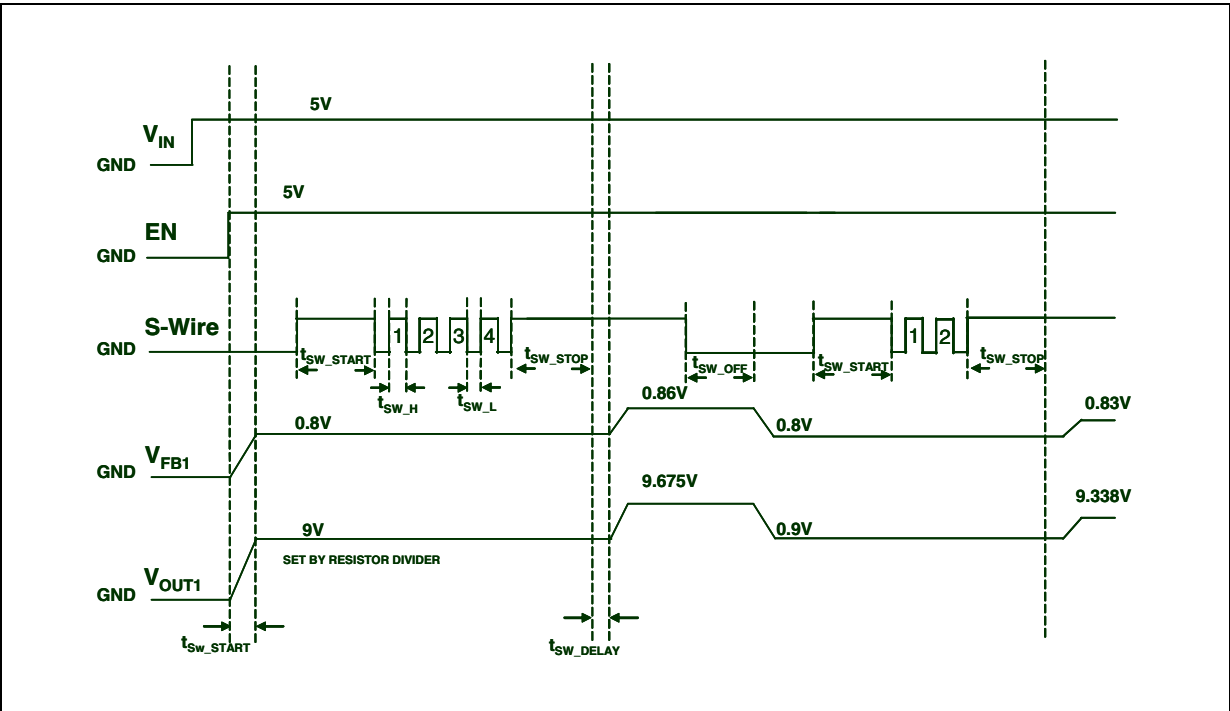 5V
VIN
GND
5V
EN
GND
S-Wire
GND
1 2 3 4
1 2
tSW_START
tSW_STOP
tSW_OFF
tSW_START
tSW_STOP
tSW_H
tSW_L
0.8V
0.86V
0.8V
0.83V
VFB1
GND
9V
9.675V
0.9V
9.338V
SET BY RESISTOR DIVIDER
VOUT1
GND
tSw_START
tSW_DELAY